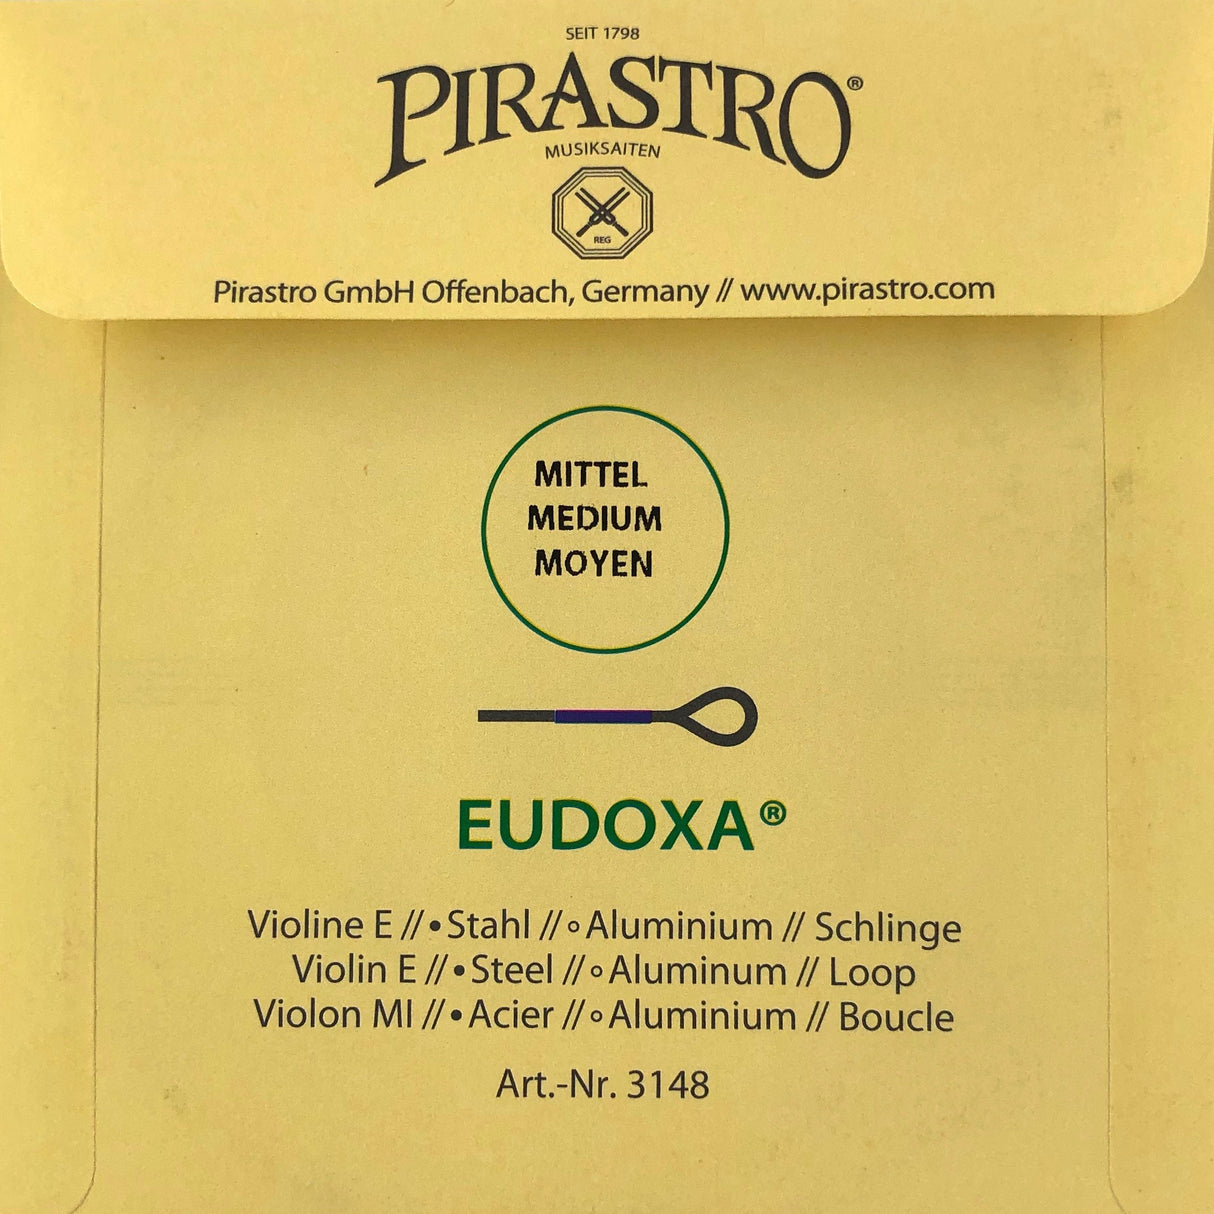 SEIT 1798
PIRASTRO®
MUSIKSAITEN
REG
Pirastro GmbH Offenbach, Germany // www.pirastro.com
MITTEL
MEDIUM
MOYEN
EUDOXA®
Violine E //•Stahl //◦Aluminium // Schlinge
Violin E //•Steel //◦Aluminum // Loop
Violon MI //•Acier //◦Aluminium // Boucle
Art.-Nr. 3148